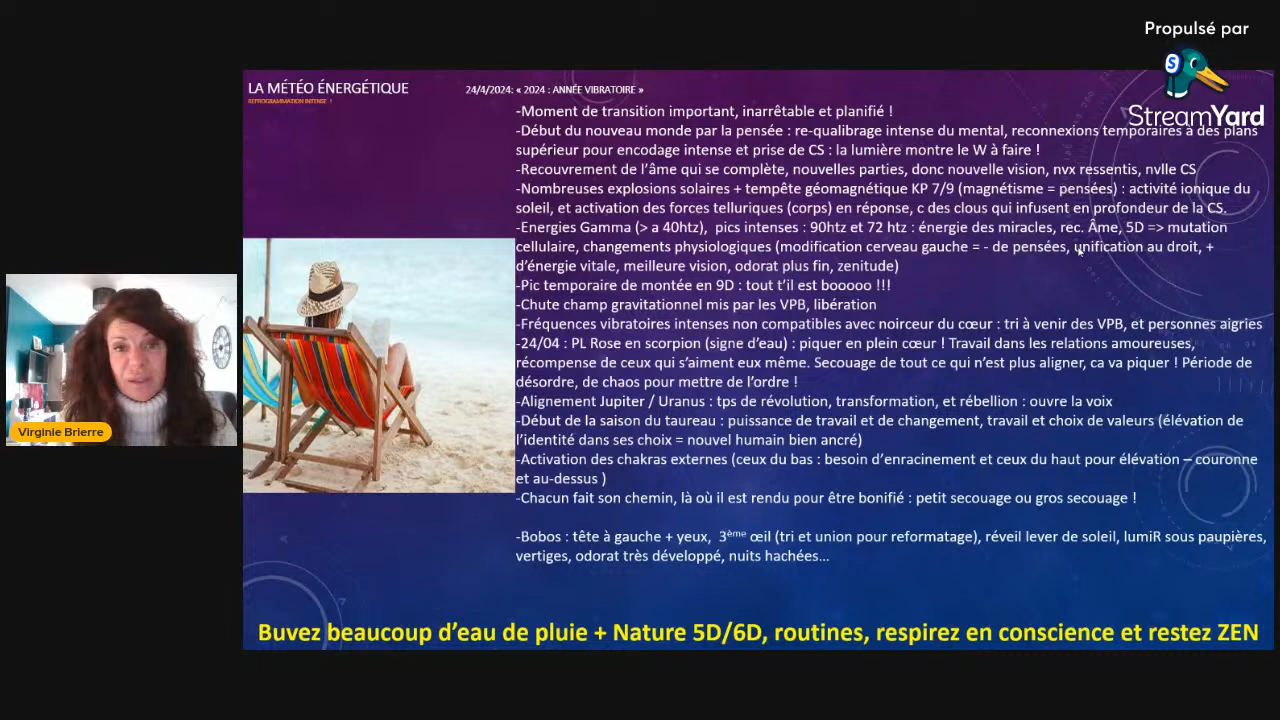 Propulsé par
StreamYard
LA MÉTÉO ÉNERGÉTIQUE
REPROGRAMMATION INTENSE !
24/4/2024: « 2024 : ANNÉE VIBRATOIRE »
-Moment de transition important, inarrêtable et planifié !
-Début du nouveau monde par la pensée : re-qualibrage intense du mental, reconnexions temporaires à des plans
supérieur pour encodage intense et prise de CS : la lumière montre le W à faire !
-Recouvrement de l'âme qui se complète, nouvelles parties, donc nouvelle vision, nvx ressentis, nvlle CS
-Nombreuses explosions solaires + tempête géomagnétique KP 7/9 (magnétisme = pensées) : activité ionique du
soleil, et activation des forces telluriques (corps) en réponse, c des clous qui infusent en profondeur de la CS.
-Energies Gamma (> a 40htz),  pics intenses : 90htz et 72 htz : énergie des miracles, rec. Âme, 5D => mutation
cellulaire, changements physiologiques (modification cerveau gauche = - de pensées, unification au droit, +
d'énergie vitale, meilleure vision, odorat plus fin, zenitude)
-Pic temporaire de montée en 9D : tout t'il est booooo !!!
-Chute champ gravitationnel mis par les VPB, libération
-Fréquences vibratoires intenses non compatibles avec noirceur du cœur : tri à venir des VPB, et personnes aigries
-24/04 : PL Rose en scorpion (signe d'eau) : piquer en plein cœur ! Travail dans les relations amoureuses,
récompense de ceux qui s'aiment eux même. Secouage de tout ce qui n'est plus aligner, ca va piquer ! Période de
désordre, de chaos pour mettre de l'ordre !
-Alignement Jupiter / Uranus : tps de révolution, transformation, et rébellion : ouvre la voix
-Début de la saison du taureau : puissance de travail et de changement, travail et choix de valeurs (élévation de
l'identité dans ses choix = nouvel humain bien ancré)
-Activation des chakras externes (ceux du bas : besoin d'enracinement et ceux du haut pour élévation – couronne
et au-dessus )
-Chacun fait son chemin, là où il est rendu pour être bonifié : petit secouage ou gros secouage !
-Bobos : tête à gauche + yeux,  3ème œil (tri et union pour reformatage), réveil lever de soleil, lumiR sous paupières,
vertiges, odorat très développé, nuits hachées...
Virginie Brierre
Buvez beaucoup d'eau de pluie + Nature 5D/6D, routines, respirez en conscience et restez ZEN